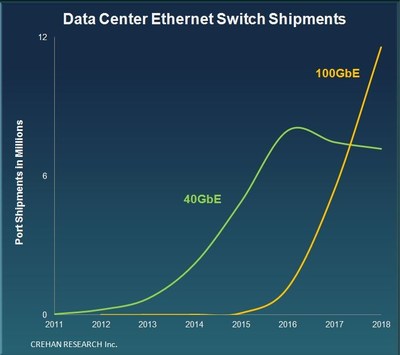 Data Center Ethernet Switch Shipments
12
100GbE
Port Shipments in Millions
6
40GbE
0
2011 2012 2013 2014 2015 2016 2017 2018
CREHAN RESEARCH Inc.